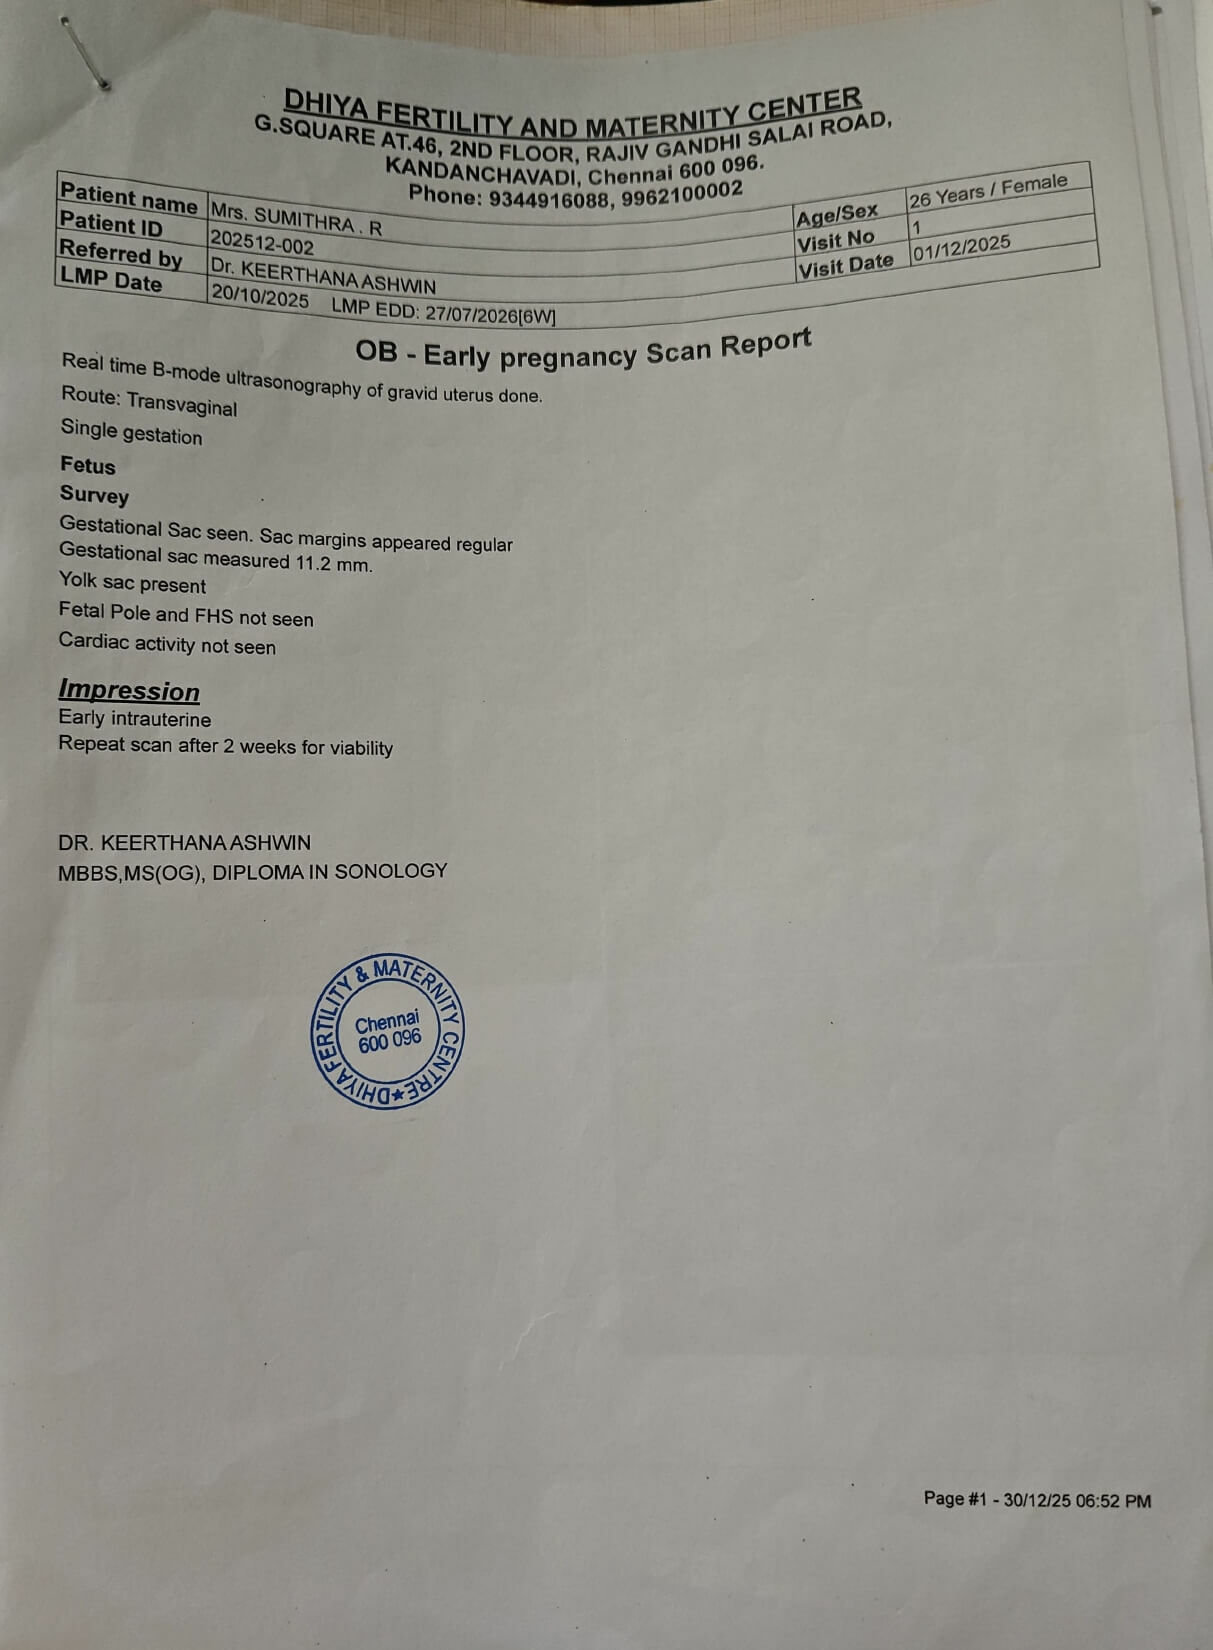 DHIYA FERTILITY AND MATERNITY CENTER
G.SQUARE AT.46, 2ND FLOOR, RAJIV GANDHI SALAI ROAD,
KANDANCHAVADI, Chennai 600 096.
Phone: 9344916088, 9962100002
Patient name Mrs. SUMITHRA . R Age/Sex 26 Years / Female
Patient ID 202512-002 Visit No 1
Referred by Dr. KEERTHANA ASHWIN Visit Date 01/12/2025
LMP Date 20/10/2025 LMP EDD: 27/07/2026[6W]
OB - Early pregnancy Scan Report
Real time B-mode ultrasonography of gravid uterus done.
Route: Transvaginal
Single gestation
Fetus
Survey
Gestational Sac seen. Sac margins appeared regular
Gestational sac measured 11.2 mm.
Yolk sac present
Fetal Pole and FHS not seen
Cardiac activity not seen
Impression
Early intrauterine
Repeat scan after 2 weeks for viability
DR. KEERTHANA ASHWIN
MBBS,MS(OG), DIPLOMA IN SONOLOGY
DHIYA FERTILITY & MATERNITY CENTRE
Chennai
600 096
Page #1 - 30/12/25 06:52 PM